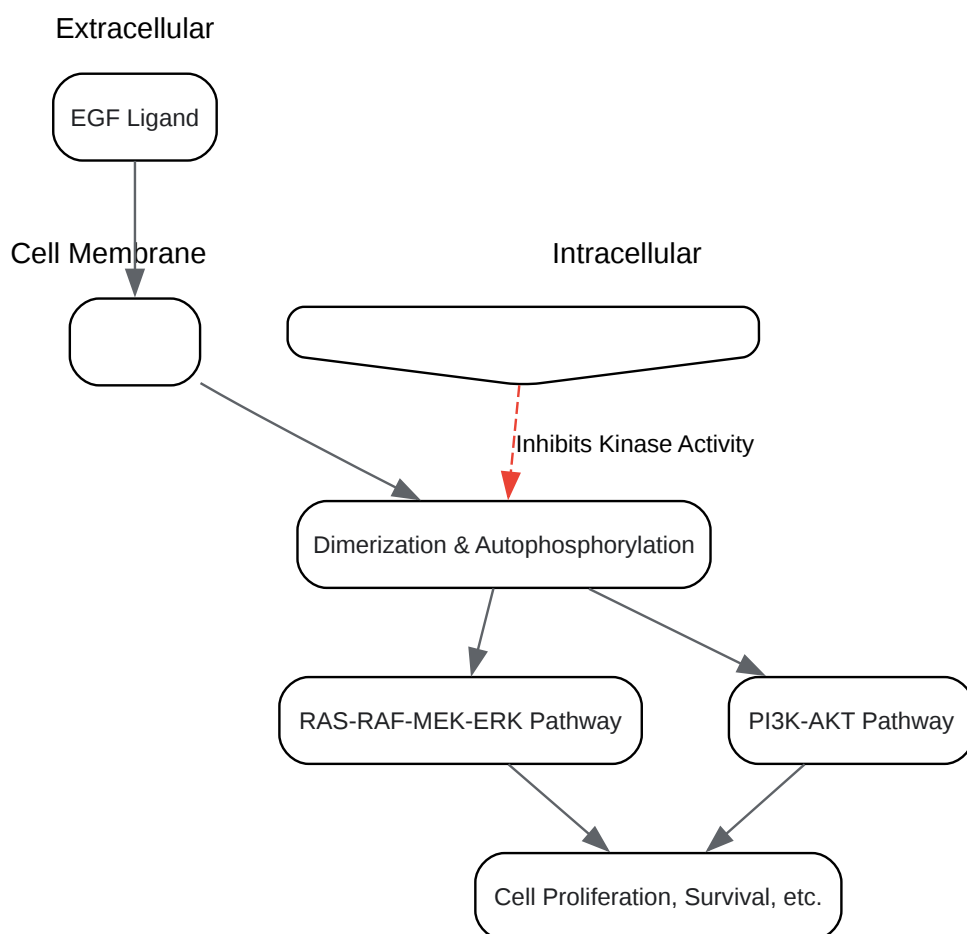 Extracellular
EGF Ligand
Cell Membrane
Intracellular
Inhibits Kinase Activity
Dimerization & Autophosphorylation
RAS-RAF-MEK-ERK Pathway
PI3K-AKT Pathway
Cell Proliferation, Survival, etc.